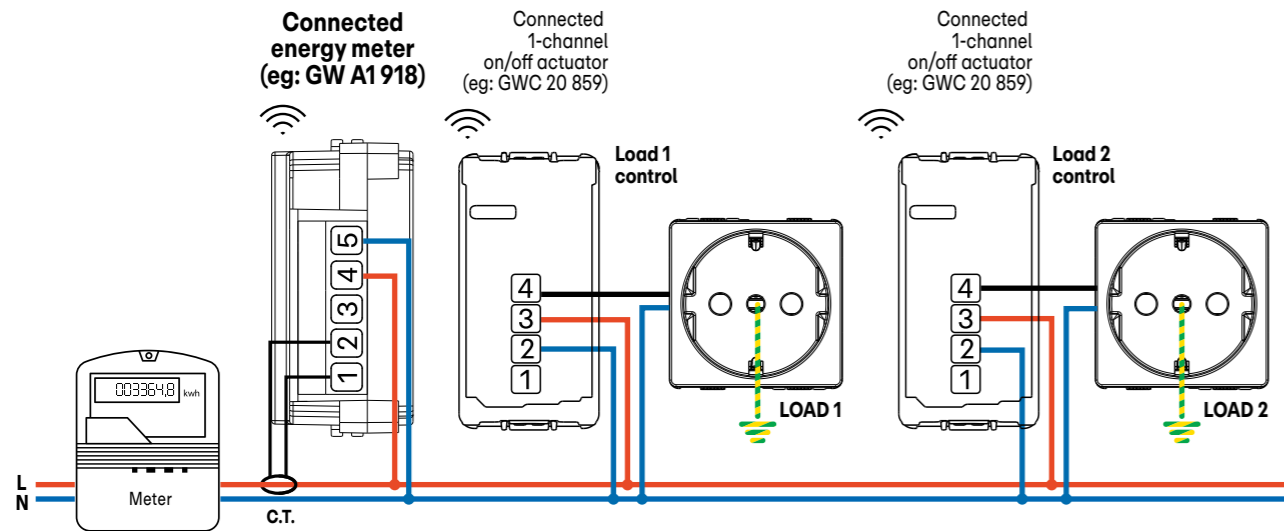 Connected
energy meter
(eg: GW A1 918)
Connected
1-channel
on/off actuator
(eg: GWC 20 859)
Connected
1-channel
on/off actuator
(eg: GWC 20 859)
Load 1
control
Load 2
control
5
4
3
2
1
4
3
2
1
4
3
2
1
LOAD 1
LOAD 2
003364,8 kwh
L
N
Meter
C.T.